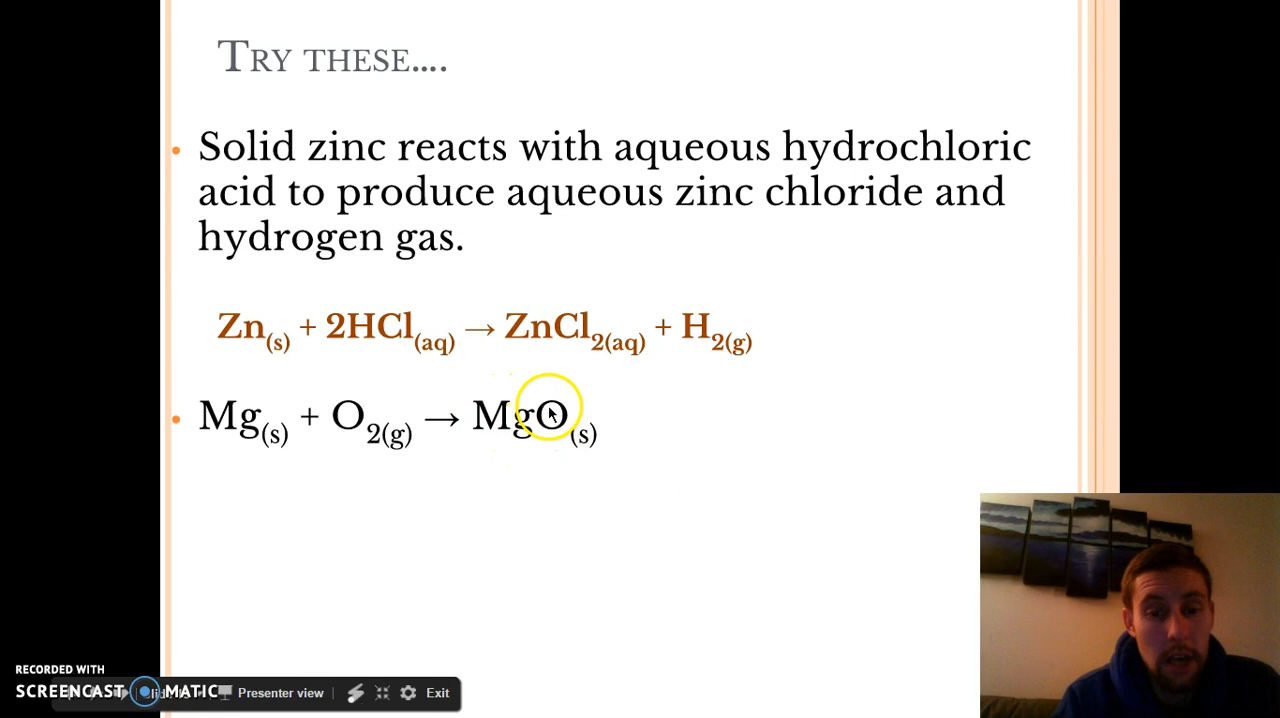 TRY THESE….
• Solid zinc reacts with aqueous hydrochloric
acid to produce aqueous zinc chloride and
hydrogen gas.
Zn(s) + 2HCl(aq) → ZnCl2(aq) + H2(g)
• Mg(s) + O2(g) → MgO(s)
RECORDED WITH
SCREENCAST MATIC
Presenter view Exit